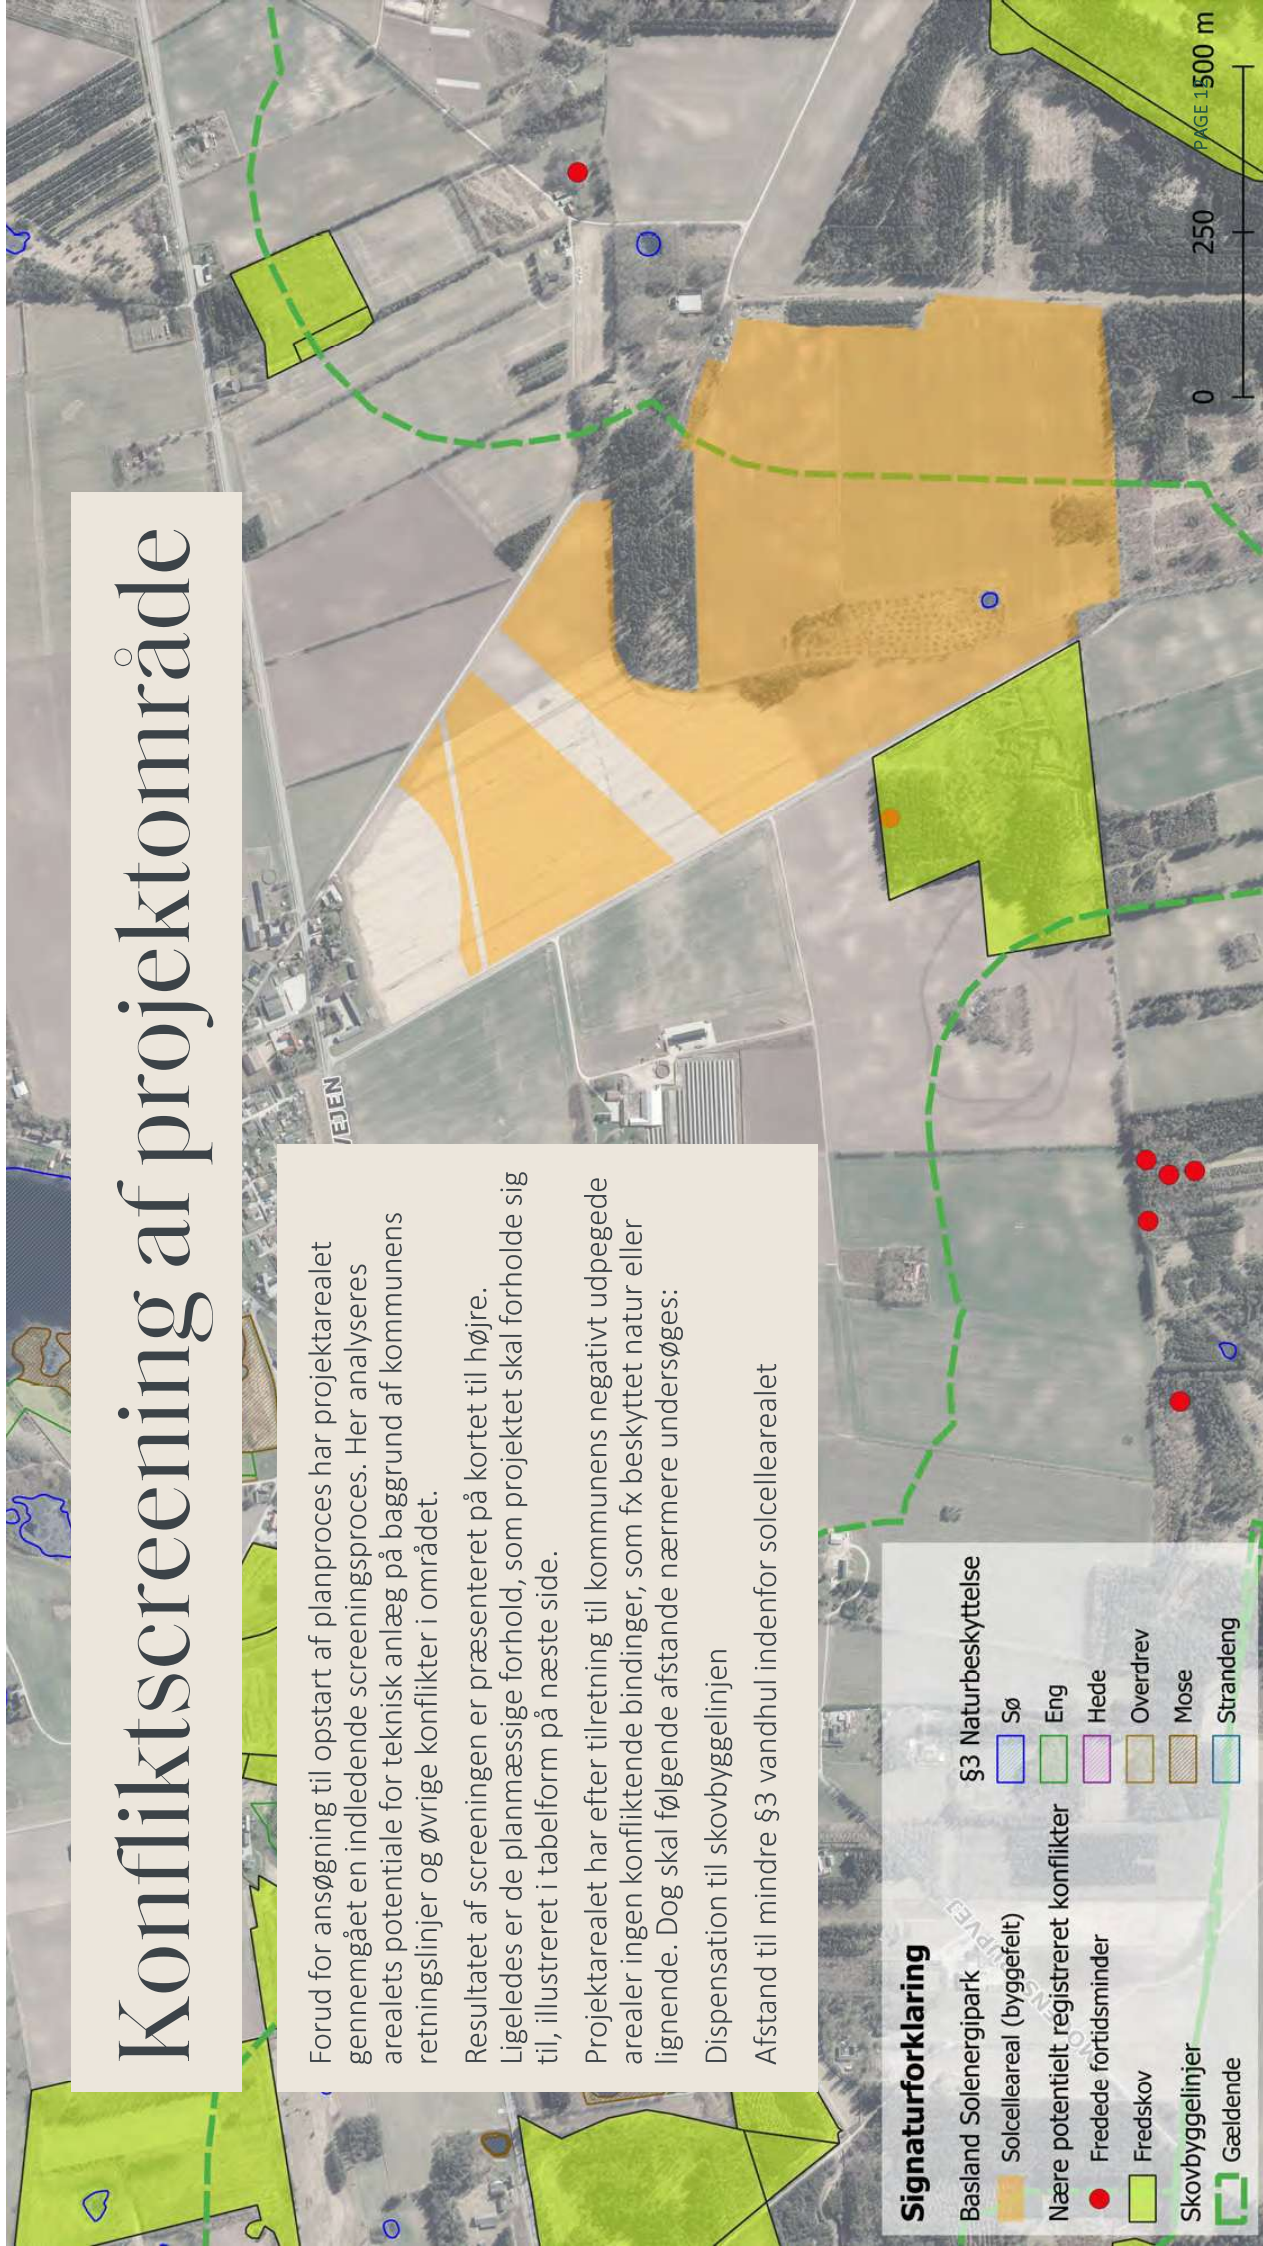 Konfliktscreening af projektområde
Forud for ansøgning til opstart af planproces har projektarealet
gennemgået en indledende screeningsproces. Her analyseres
arealets potentiale for teknisk anlæg på baggrund af kommunens
retningslinjer og øvrige konflikter i området.
Resultatet af screeningen er præsenteret på kortet til højre.
Ligeledes er de planmæssige forhold, som projektet skal forholde sig
til, illustreret i tabelform på næste side.
Projektarealet har efter tilretning til kommunens negativt udpegede
arealer ingen konfliktende bindinger, som fx beskyttet natur eller
lignende. Dog skal følgende afstande nærmere undersøges:
Dispensation til skovbyggelinjen
Afstand til mindre §3 vandhul indenfor solcellearealet
VEJEN
Signaturforklaring
Basland Solenergipark
Solcelleareal (byggefelt)
Nære potentielt registreret konflikter
Fredede fortidsminder
Fredskov
Skovbyggelinjer
Gældende
§3 Naturbeskyttelse
Sø
Eng
Hede
Overdrev
Mose
Strandeng
0 250 500 m
PAGE